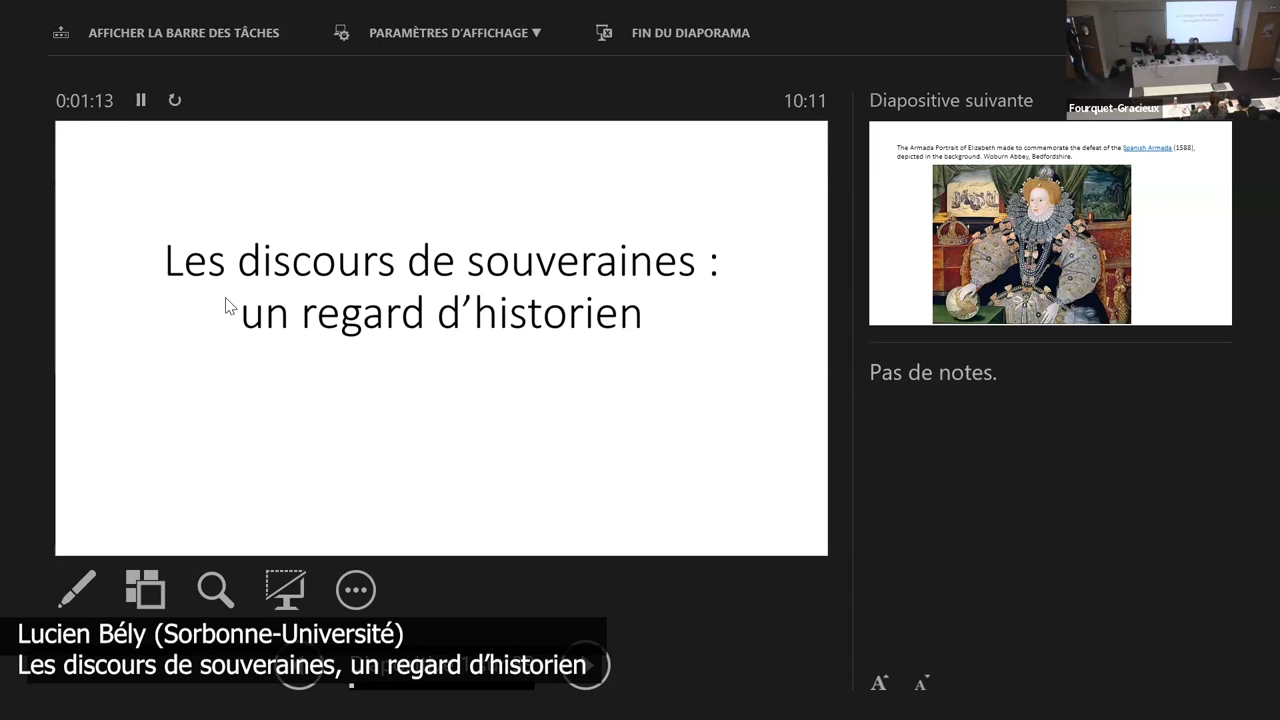 AFFICHER LA BARRE DES TÂCHES
PARAMÈTRES D'AFFICHAGE ▼
FIN DU DIAPORAMA
0:01:13
10:11
Diapositive suivante
Fourquet-Gracieux
Les discours de souveraines :
un regard d’historien
The Armada Portrait of Elizabeth made to commemorate the defeat of the Spanish Armada (1588),
depicted in the background. Woburn Abbey, Bedfordshire.
Pas de notes.
Lucien Bély (Sorbonne-Université)
Les discours de souveraines, un regard d’historien
A
A